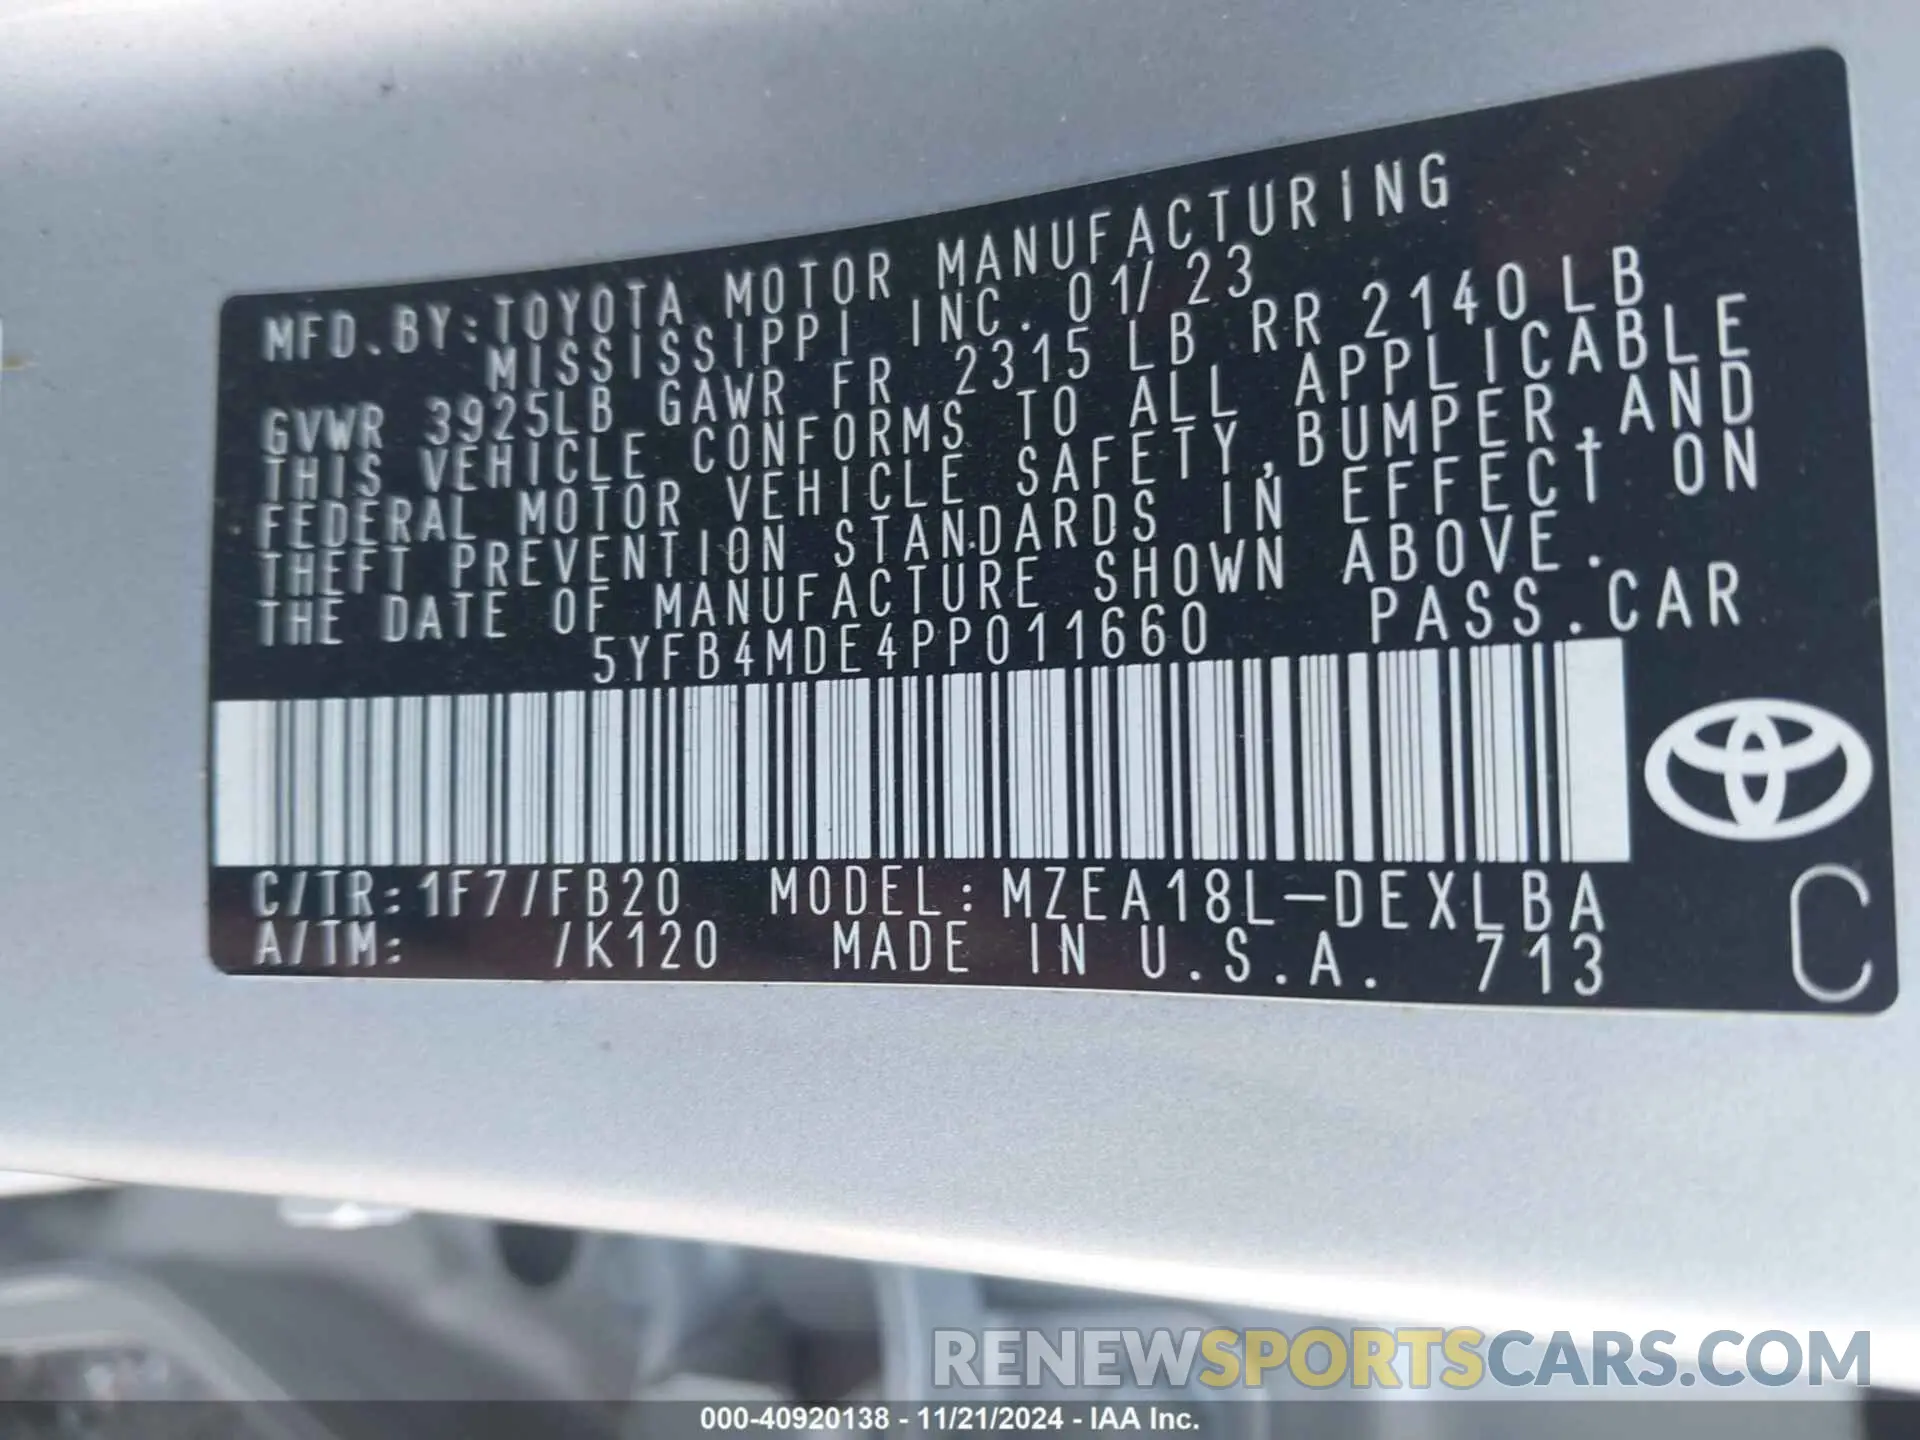 MFD.BY:TOYOTA MOTOR MANUFACTURING
MISSISSIPPI INC. 01/23
GVWR 3925LB GAWR FR 2315 LB RR 2140 LB
THIS VEHICLE CONFORMS TO ALL APPLICABLE
FEDERAL MOTOR VEHICLE SAFETY,BUMPER,AND
THEFT PREVENTION STANDARDS IN EFFECT ON
THE DATE OF MANUFACTURE SHOWN ABOVE.
5YFB4MDE4PP011660 PASS.CAR
C/TR:1F7/FB20 MODEL:MZEA18L-DEXLBA
A/TM: /K120 MADE IN U.S.A. 713
C
RENEWSPORTSCARS.COM
000-40920138 - 11/21/2024 - IAA Inc.